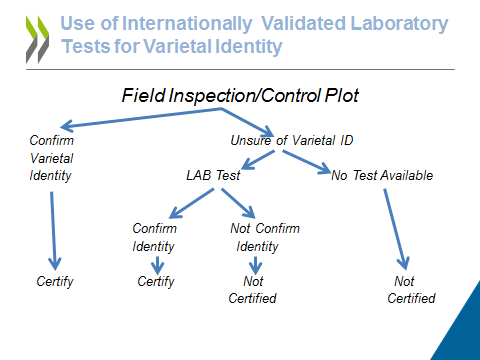 Use of Internationally Validated Laboratory
Tests for Varietal Identity
Field Inspection/Control Plot
Confirm
Varietal
Identity
Unsure of Varietal ID
LAB Test
No Test Available
Confirm
Identity
Not Confirm
Identity
Certify
Certify
Not
Certified
Not
Certified